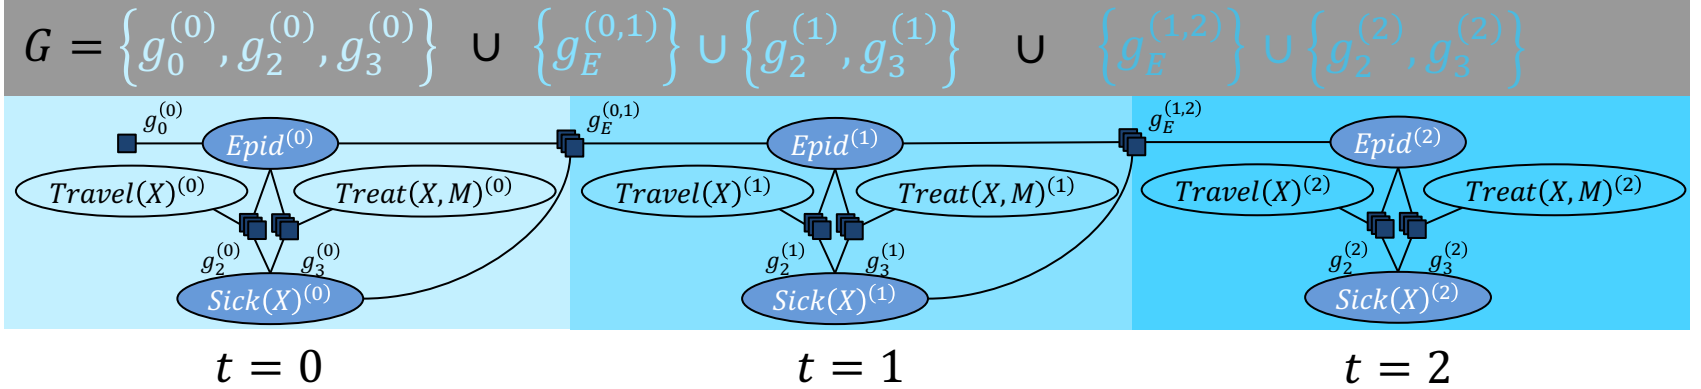 G = {g_0^{(0)}, g_2^{(0)}, g_3^{(0)}} ∪ {g_E^{(0,1)}} ∪ {g_2^{(1)}, g_3^{(1)}} ∪ {g_E^{(1,2)}} ∪ {g_2^{(2)}, g_3^{(2)}}
g_0^{(0)} g_E^{(0,1)} g_E^{(1,2)}
Epid^{(0)} Epid^{(1)} Epid^{(2)}
Travel(X)^{(0)} Treat(X, M)^{(0)} Travel(X)^{(1)} Treat(X, M)^{(1)} Travel(X)^{(2)} Treat(X, M)^{(2)}
g_2^{(0)} g_3^{(0)} g_2^{(1)} g_3^{(1)} g_2^{(2)} g_3^{(2)}
Sick(X)^{(0)} Sick(X)^{(1)} Sick(X)^{(2)}
t = 0 t = 1 t = 2